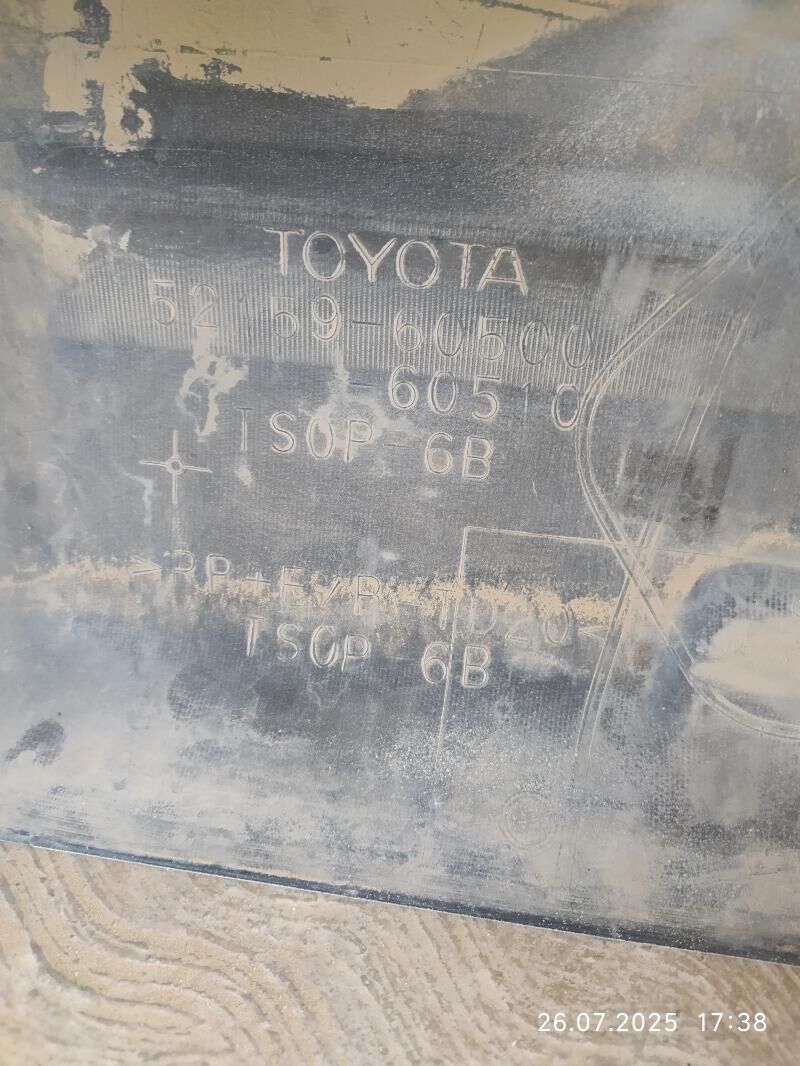 TOYOTA
52159-60500
-60510
TSOP-6B
>PP+E/P-TD20<
TSOP 6B
26.07.2025 17:38